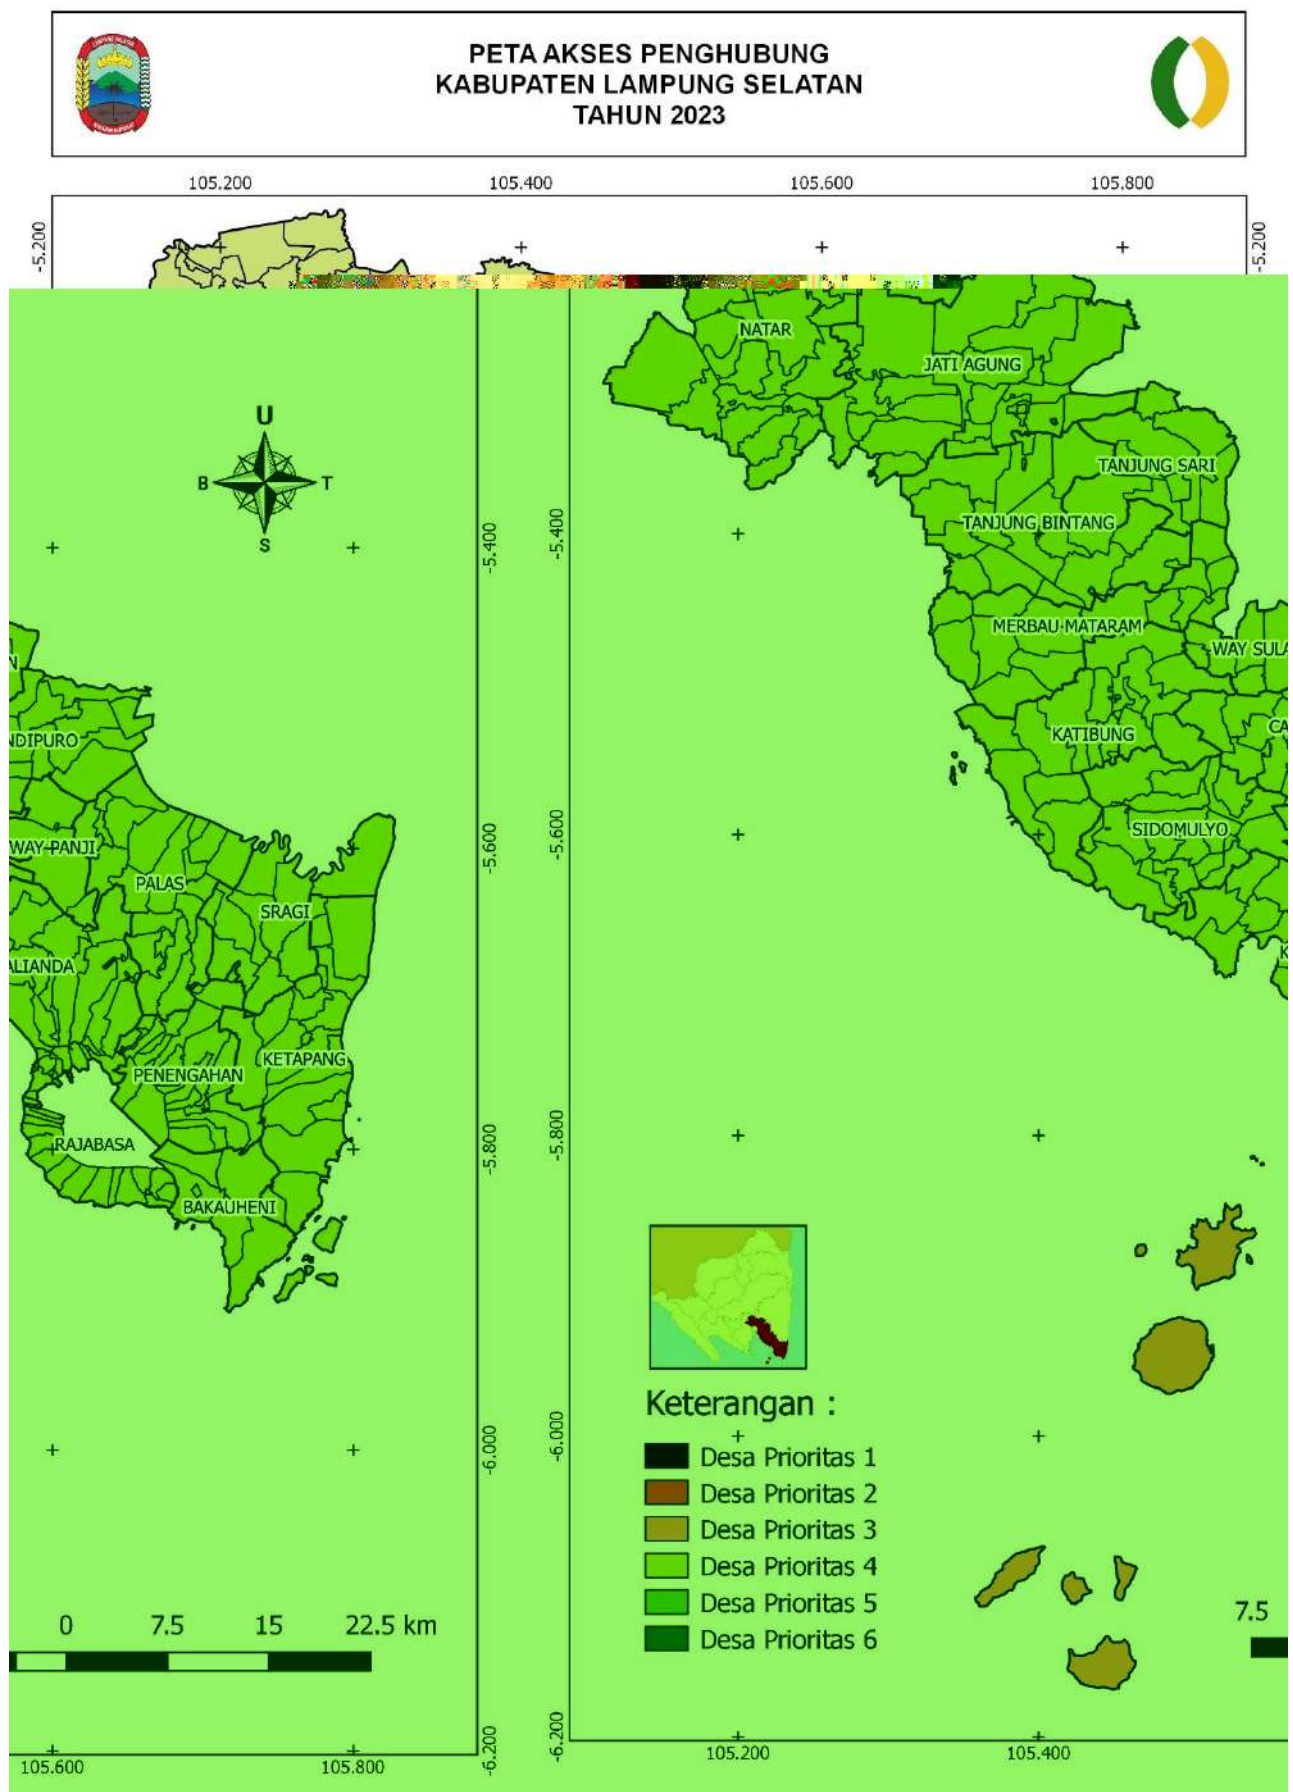 PETA AKSES PENGHUBUNG
KABUPATEN LAMPUNG SELATAN
TAHUN 2023
105.200 105.400 105.600 105.800
-5.200 -5.200
NATAR
JATI AGUNG
U
B T
S
TANJUNG SARI
TANJUNG BINTANG
-5.400 -5.400
MERBAU MATARAM
N
WAY SULA
NDIPURO
KATIBUNG
CA
WAY PANJI
-5.600 -5.600
SIDOMULYO
PALAS
SRAGI
ALIANDA
K
KETAPANG
PENENGAHAN
RAJABASA
-5.800 -5.800
BAKAUHENI
Keterangan :
-6.000 -6.000
Desa Prioritas 1
Desa Prioritas 2
Desa Prioritas 3
Desa Prioritas 4
Desa Prioritas 5
Desa Prioritas 6
0 7.5 15 22.5 km
7.5
-6.200 -6.200
105.600 105.800
105.200 105.400